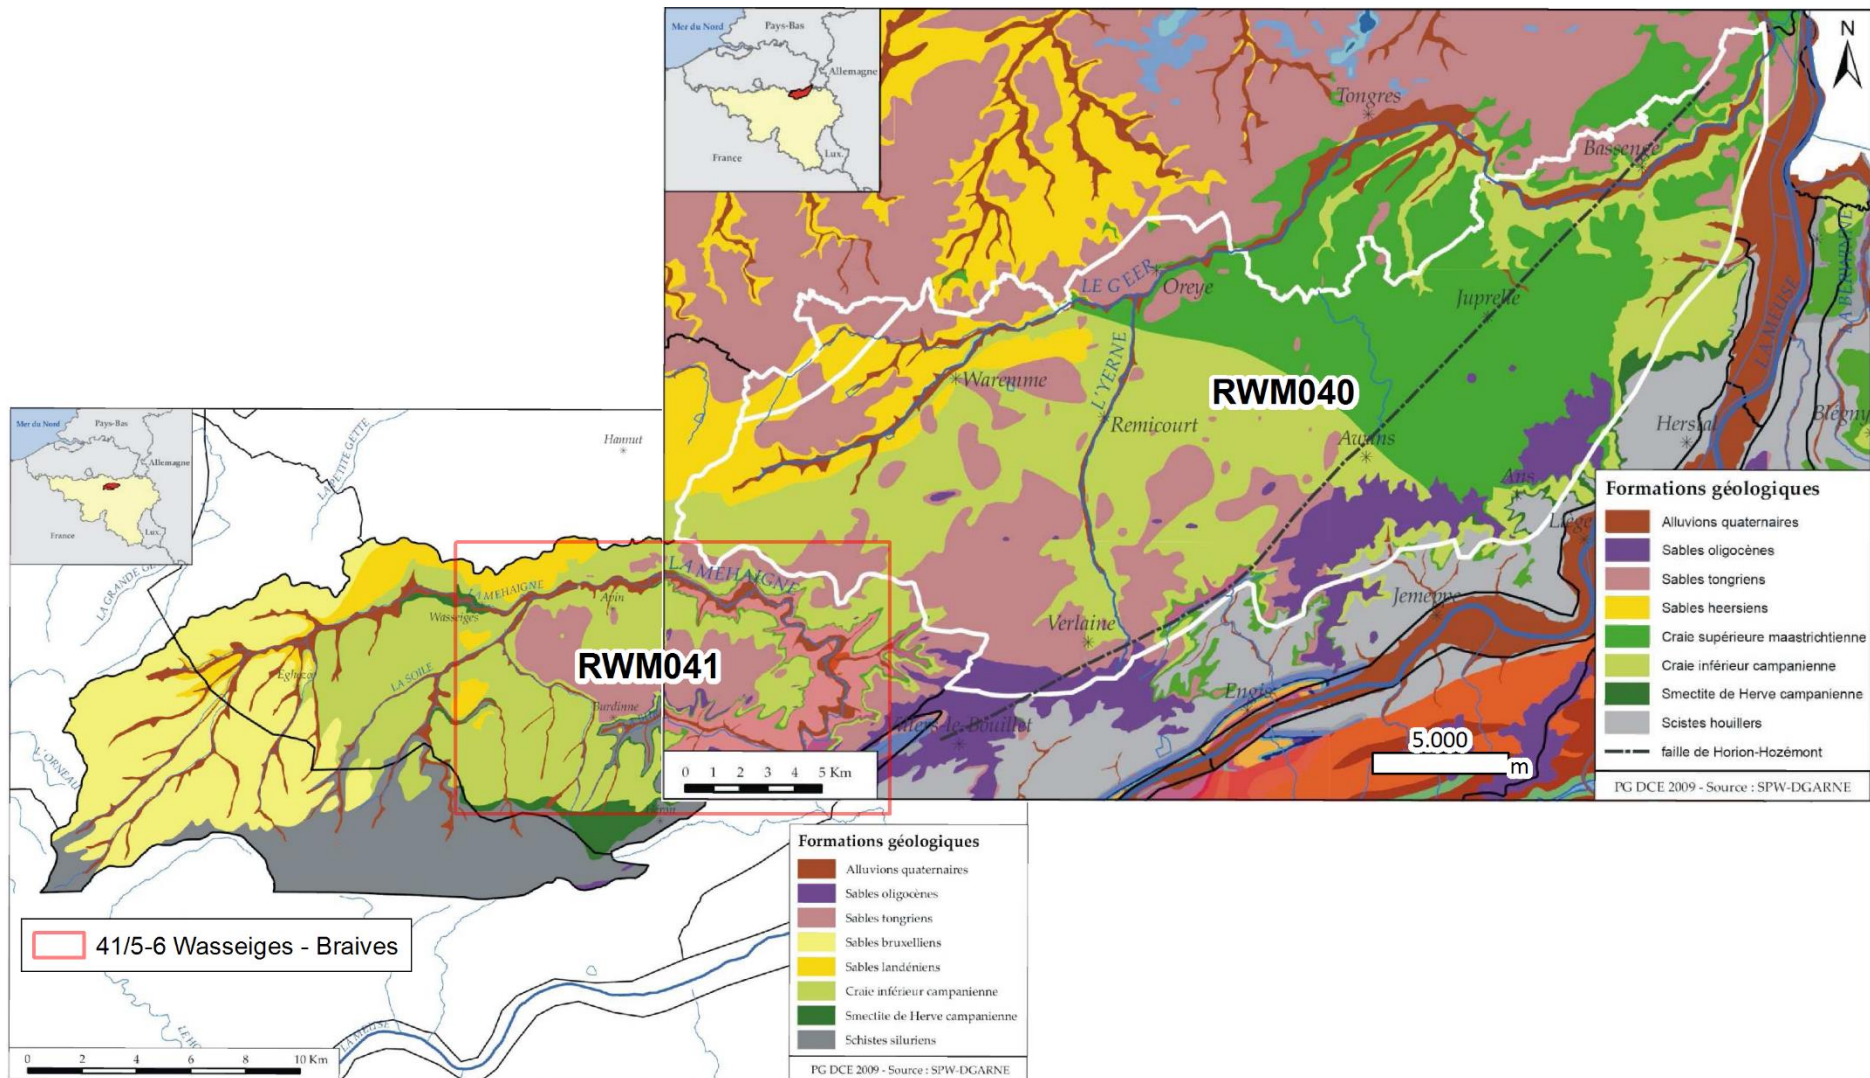 Mer du Nord
Pays-Bas
Allemagne
France
Lux.
N
Tongres
Bassenge
LE GEER
Oreye
Juprelle
LA MEUSE
LA BERWINNE
Waremme
L'YERNE
RWM040
Remicourt
Awans
Herstal
Blégny
Ans
Liège
Verlaine
Jemeppe
Engis
Villers-le-Bouillet
0 1 2 3 4 5 Km
5.000
m
Formations géologiques
Alluvions quaternaires
Sables oligocènes
Sables tongriens
Sables heersiens
Craie supérieure maastrichtienne
Craie inférieur campanienne
Smectite de Herve campanienne
Scistes houillers
faille de Horion-Hozémont
PG DCE 2009 - Source : SPW-DGARNE
Mer du Nord
Pays-Bas
Allemagne
France
Lux.
LA PETITE GETTE
Hannut
LA GRANDE
LA MEHAIGNE
LA MEHAIGNE
Wasseiges
RWM041
Eghezée
LA SOILE
Burdinne
L'ORNEAU
41/5-6 Wasseiges - Braives
LA MEUSE
0 2 4 6 8 10 Km
Formations géologiques
Alluvions quaternaires
Sables oligocènes
Sables tongriens
Sables bruxelliens
Sables landéniens
Craie inférieur campanienne
Smectite de Herve campanienne
Schistes siluriens
PG DCE 2009 - Source : SPW-DGARNE